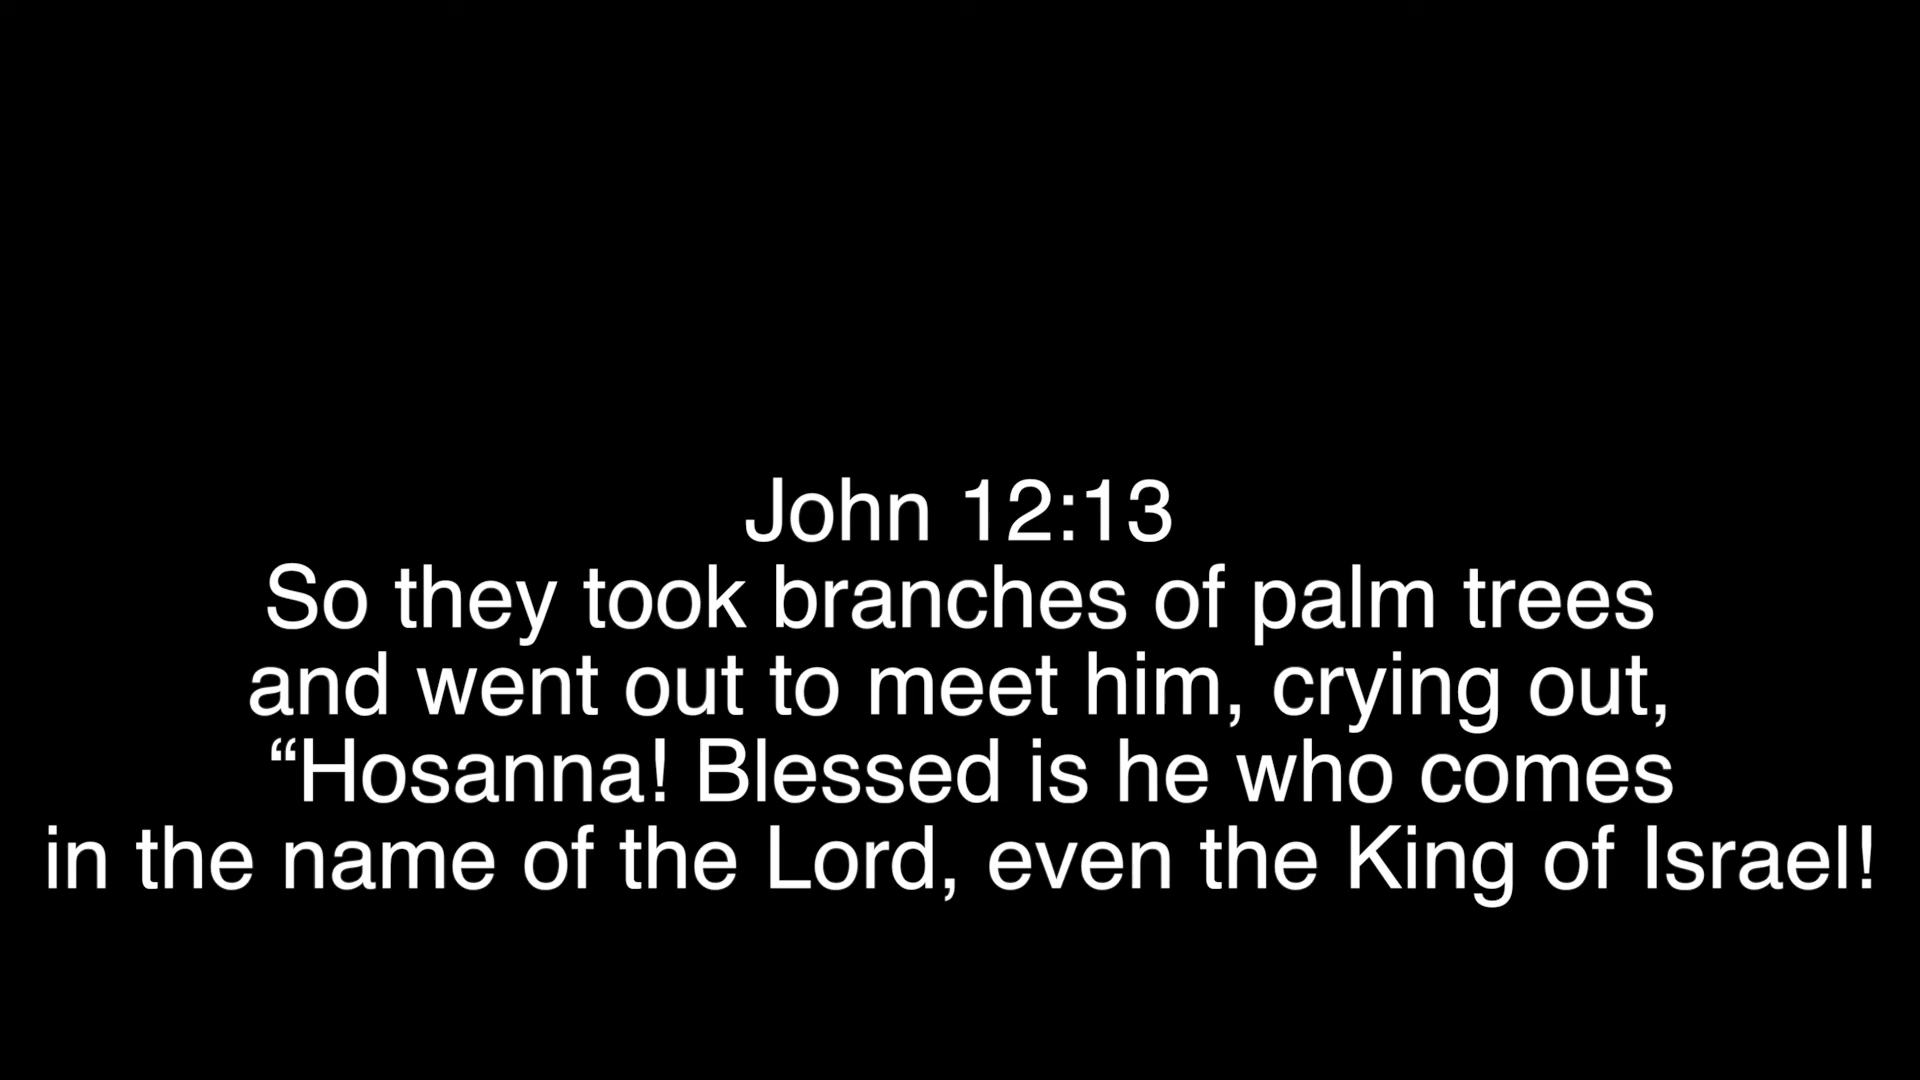 John 12:13
So they took branches of palm trees
and went out to meet him, crying out,
“Hosanna! Blessed is he who comes
in the name of the Lord, even the King of Israel!